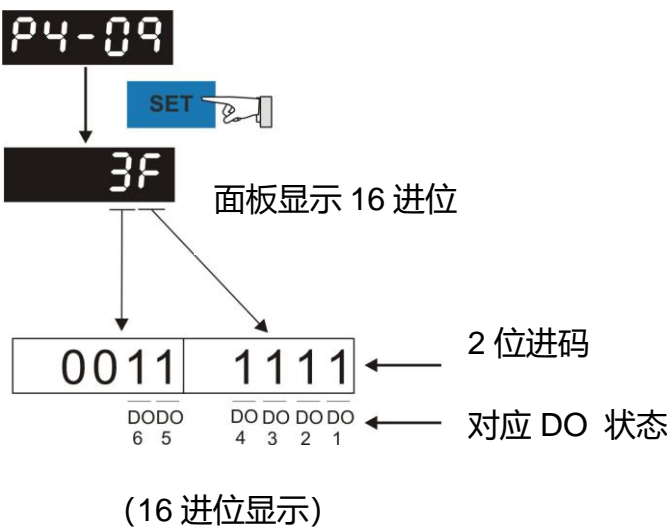 P4-09
SET
3F
面板显示 16 进位
0011 1111
2 位进码
DO DO DO DO DO DO
6 5 4 3 2 1
对应 DO 状态
(16 进位显示)